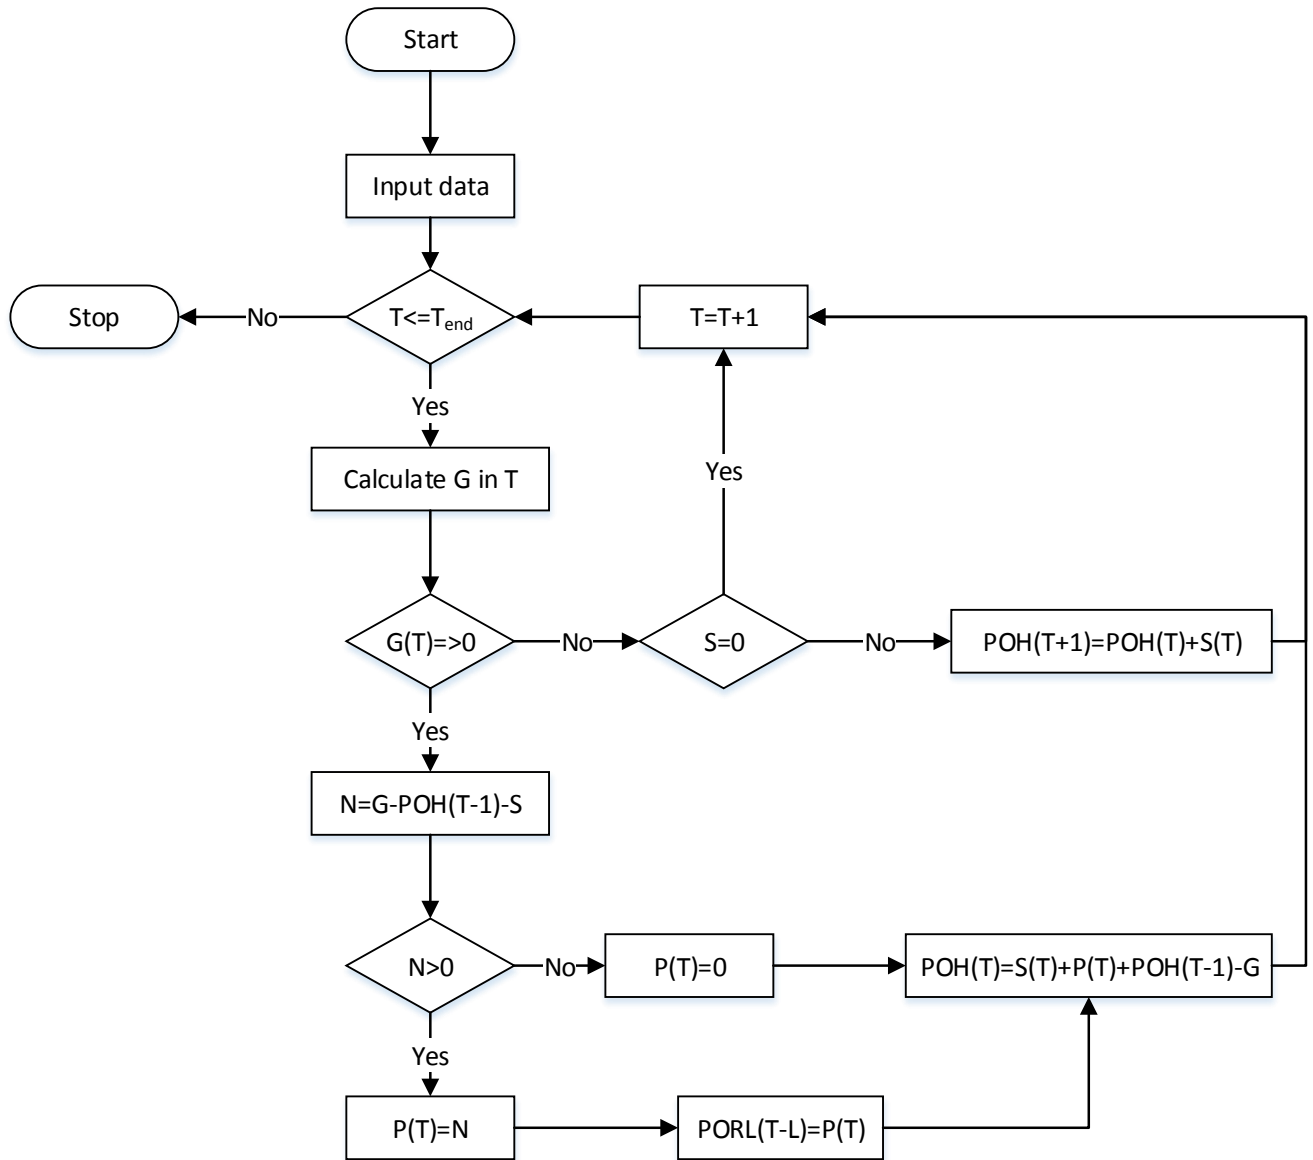 Start
Input data
Stop
No
T<=Tend
T=T+1
Yes
Calculate G in T
Yes
G(T)=>0
No
S=0
No
POH(T+1)=POH(T)+S(T)
Yes
N=G-POH(T-1)-S
N>0
No
P(T)=0
POH(T)=S(T)+P(T)+POH(T-1)-G
Yes
P(T)=N
PORL(T-L)=P(T)